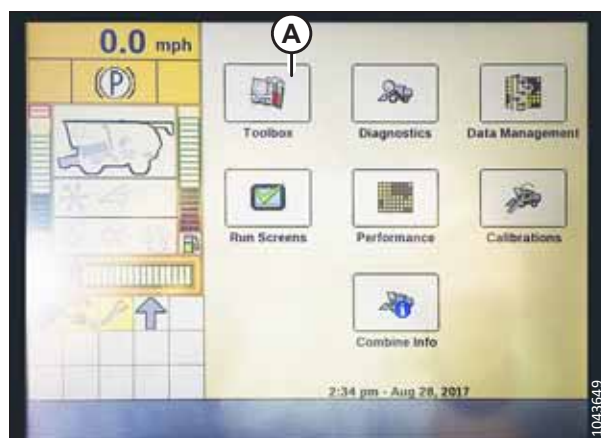 0.0 mph
A
(P)
Toolbox
Diagnostics
Data Management
Run Screens
Performance
Calibrations
Combine Info
2:34 pm - Aug 28, 2017
1043649